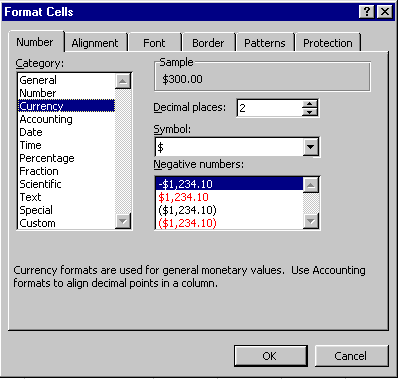 Format Cells
Number Alignment Font Border Patterns Protection
Category:
General
Number
Currency
Accounting
Date
Time
Percentage
Fraction
Scientific
Text
Special
Custom
Sample
$300.00
Decimal places: 2
Symbol:
$
Negative numbers:
-$1,234.10
$1,234.10
($1,234.10)
($1,234.10)
Currency formats are used for general monetary values.  Use Accounting
formats to align decimal points in a column.
OK Cancel